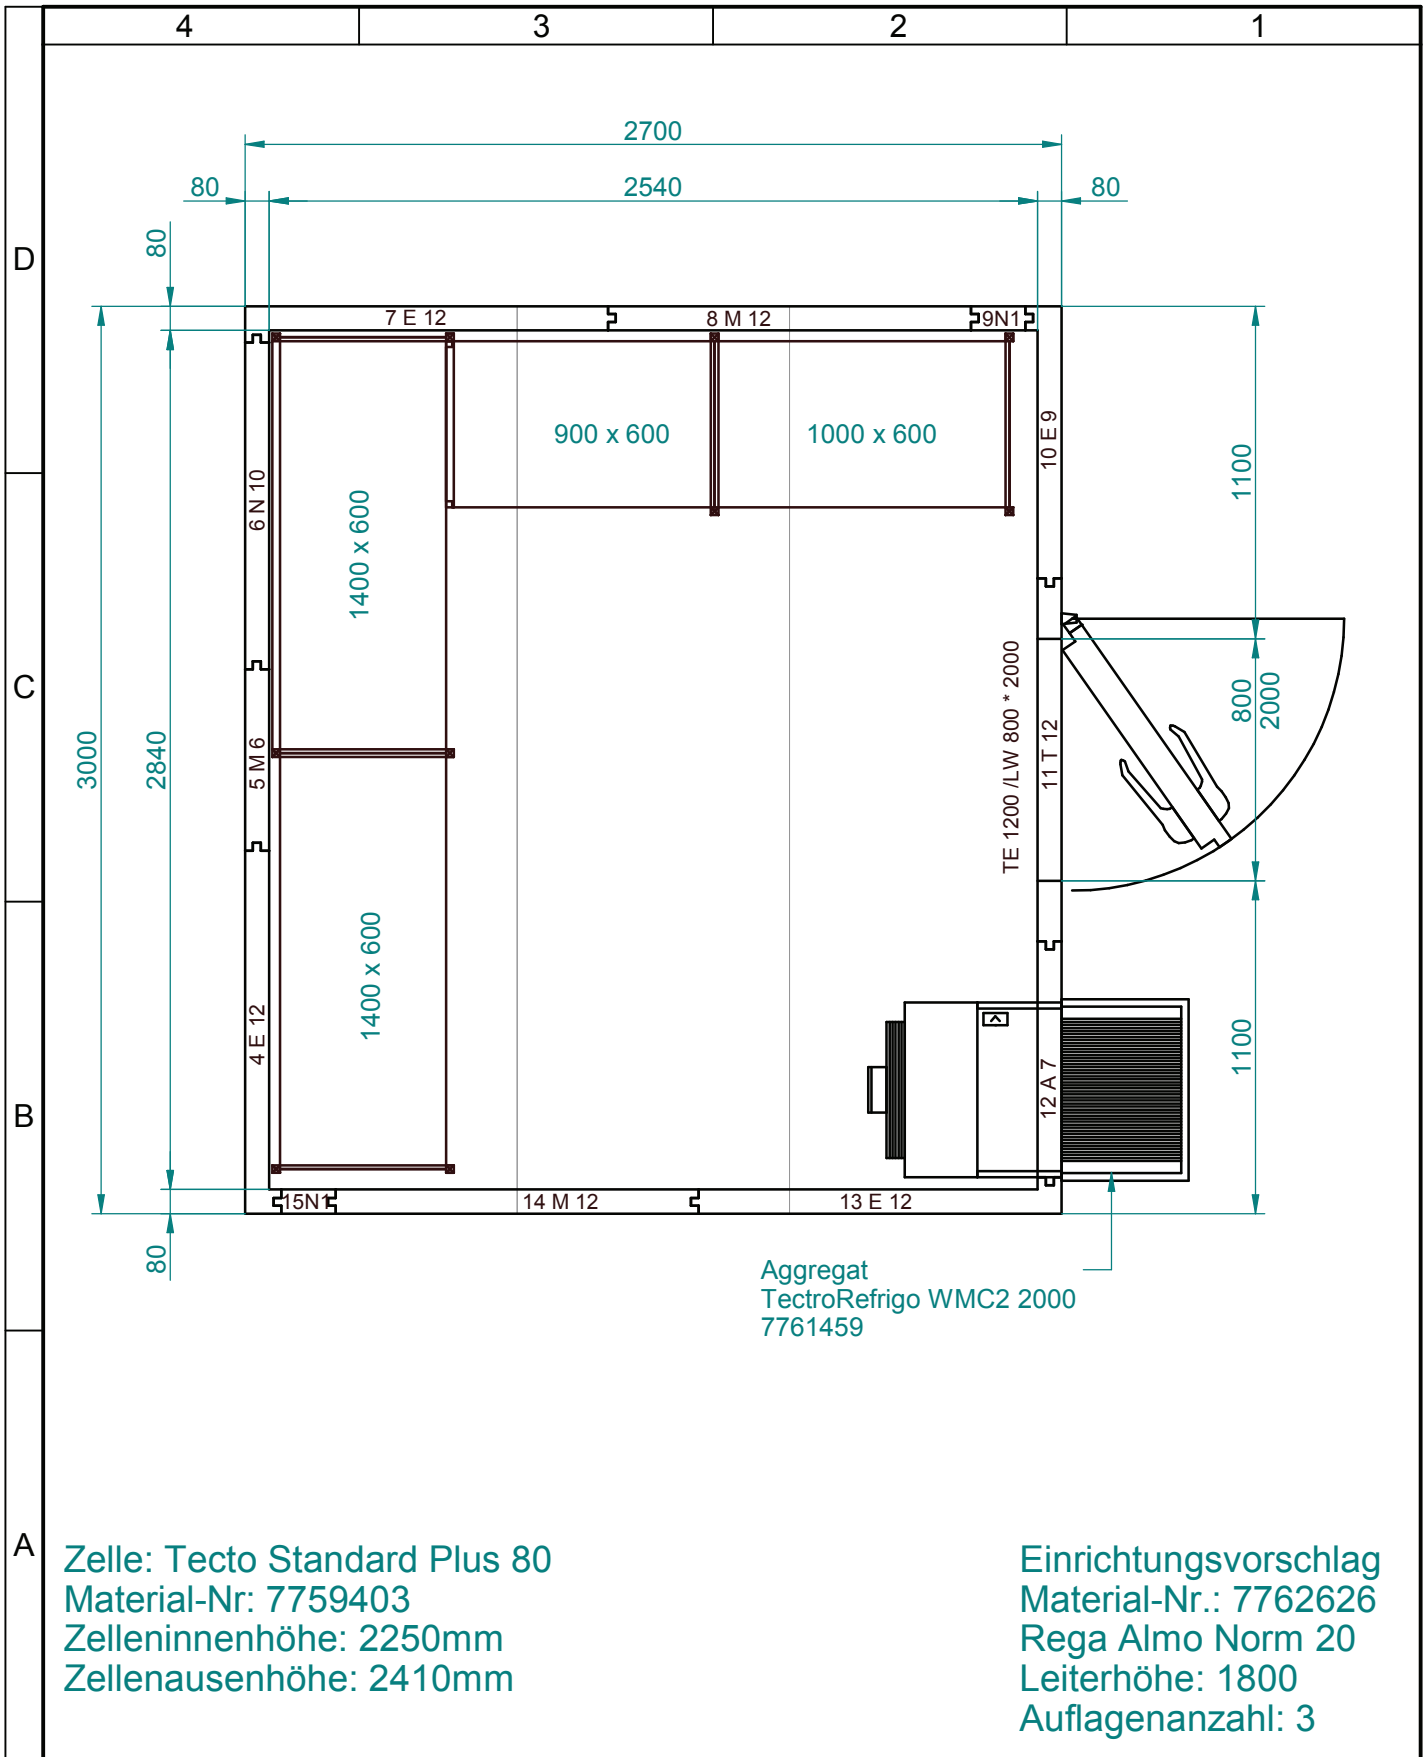 4 3 2 1
2700
80 2540 80
80
D
7 E 12 8 M 12 9N1
900 x 600 1000 x 600
10 E 9
1100
6 N 10
1400 x 600
C
TE 1200 /LW 800 * 2000
11 T 12
800
2000
3000
2840
5 M 6
1400 x 600
4 E 12
12 A 7
1100
B
15N1 14 M 12 13 E 12
80
Aggregat
TectroRefrigo WMC2 2000
7761459
A
Zelle: Tecto Standard Plus 80
Material-Nr: 7759403
Zelleninnenhöhe: 2250mm
Zellenausenhöhe: 2410mm
Einrichtungsvorschlag
Material-Nr.: 7762626
Rega Almo Norm 20
Leiterhöhe: 1800
Auflagenanzahl: 3